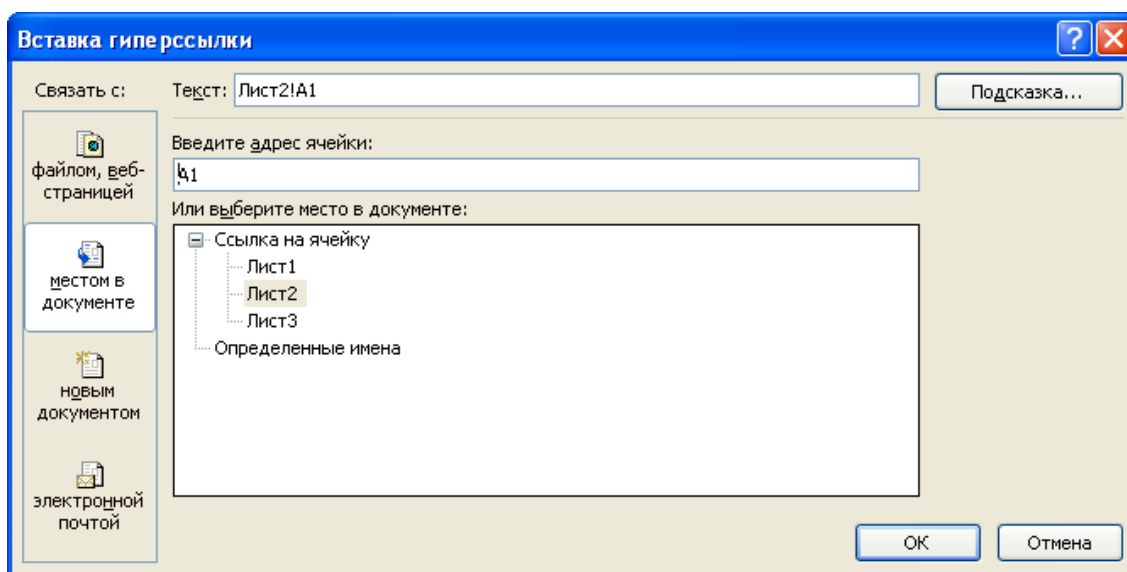 Вставка гиперссылки
Связать с:
Текст: Лист2!A1
Подсказка...
файлом, веб-
страницей
местом в
документе
новым
документом
электронной
почтой
Введите адрес ячейки:
A1
Или выберите место в документе:
Ссылка на ячейку
Лист1
Лист2
Лист3
Определенные имена
ОК
Отмена